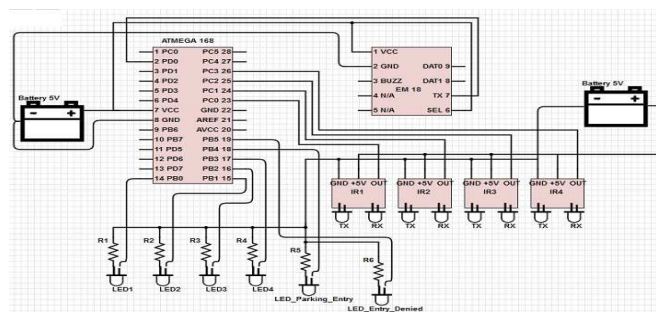 ATMEGA 168
1 PC0 PC5 28
2 PD0 PC4 27
3 PD1 PC3 26
4 PD2 PC2 25
5 PD3 PC1 24
6 PD4 PC0 23
7 VCC GND 22
8 GND AREF 21
9 PB6 AVCC 20
10 PB7 PB5 19
11 PD5 PB4 18
12 PD6 PB3 17
13 PD7 PB2 16
14 PB0 PB1 15
1 VCC
2 GND DAT0 9
3 BUZZ DAT1 8
4 N/A TX 7
5 N/A SEL 6
EM 18
Battery 5V
- +
Battery 5V
- +
GND +5V OUT
IR1
TX RX
GND +5V OUT
IR2
TX RX
GND +5V OUT
IR3
TX RX
GND +5V OUT
IR4
TX RX
R1 R2 R3 R4 R5 R6
LED1 LED2 LED3 LED4
LED_Parking_Entry
LED_Entry_Denied